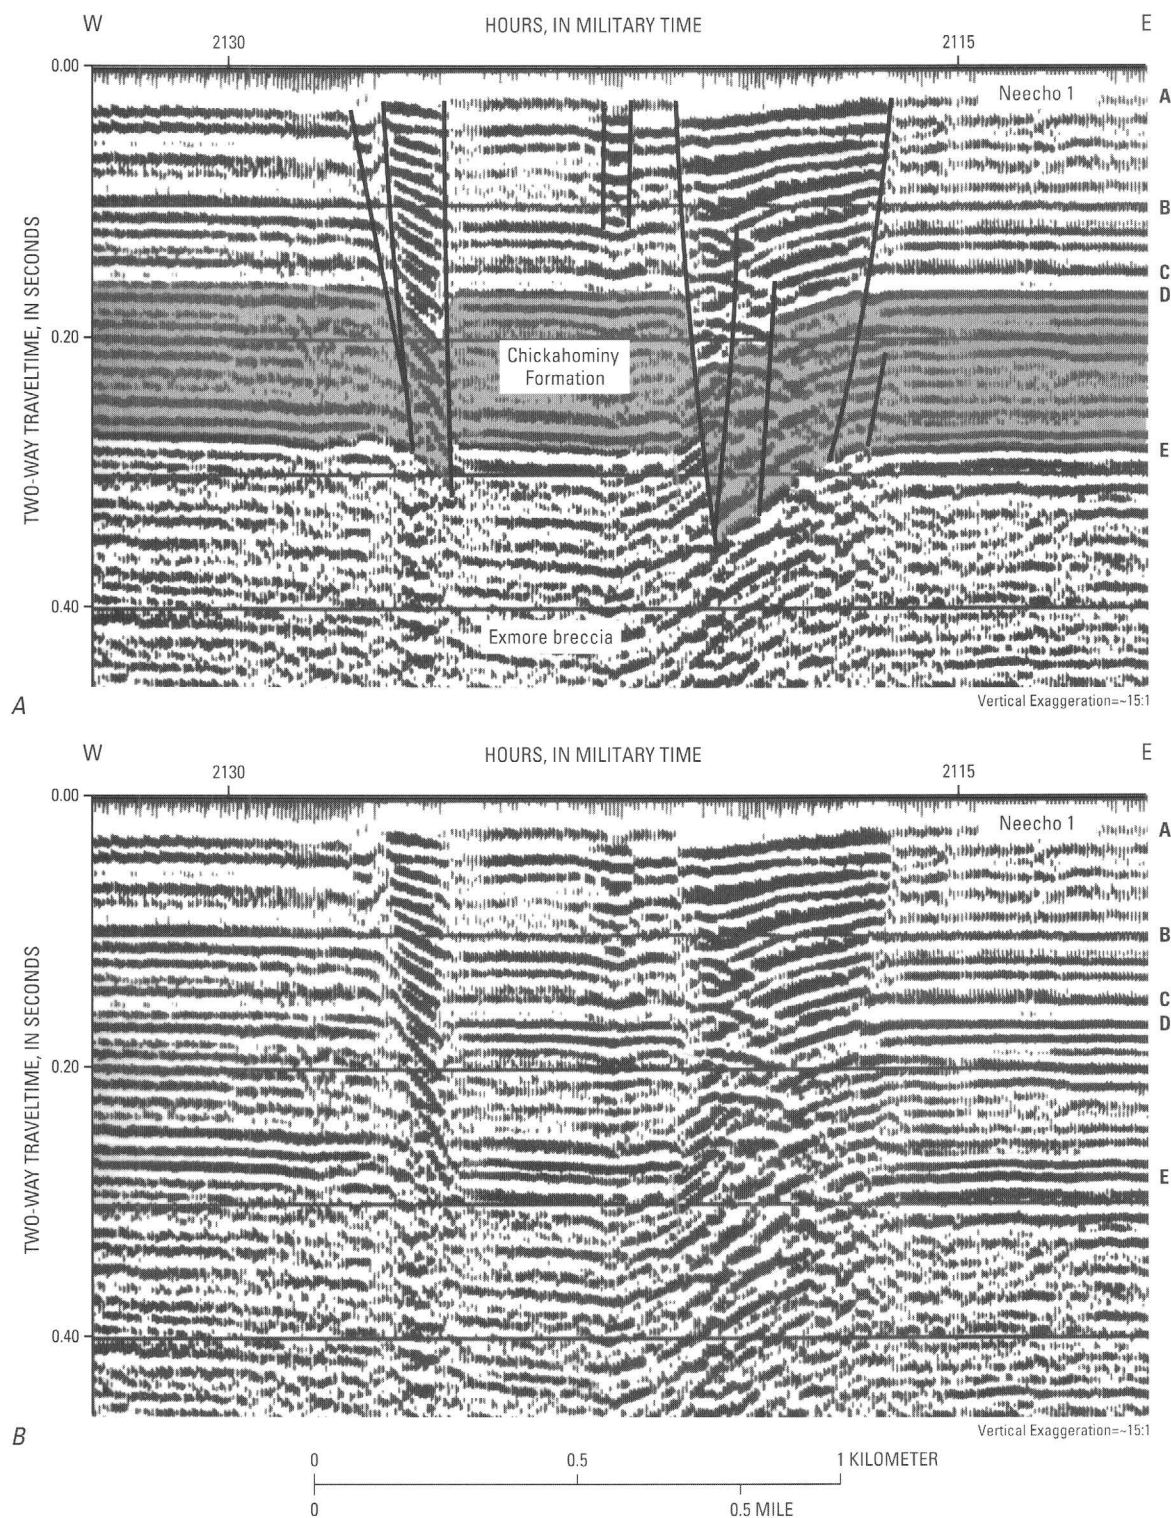 W
HOURS, IN MILITARY TIME
E
2130
2115
0.00
Neecho 1
A
B
C
D
0.20
Chickahominy
Formation
TWO-WAY TRAVELTIME, IN SECONDS
E
0.40
Exmore breccia
A
Vertical Exaggeration=~15:1
W
HOURS, IN MILITARY TIME
E
2130
2115
0.00
Neecho 1
A
B
C
D
0.20
TWO-WAY TRAVELTIME, IN SECONDS
E
0.40
B
Vertical Exaggeration=~15:1
0
0.5
1 KILOMETER
0
0.5 MILE